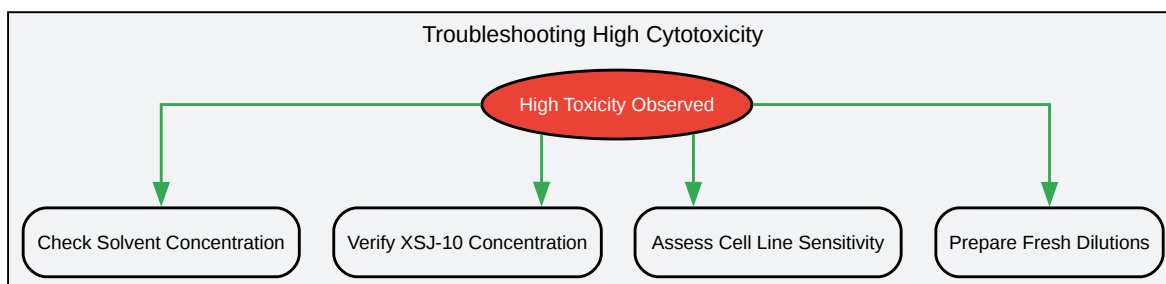 Troubleshooting High Cytotoxicity
High Toxicity Observed
Check Solvent Concentration
Verify XSJ-10 Concentration
Assess Cell Line Sensitivity
Prepare Fresh Dilutions